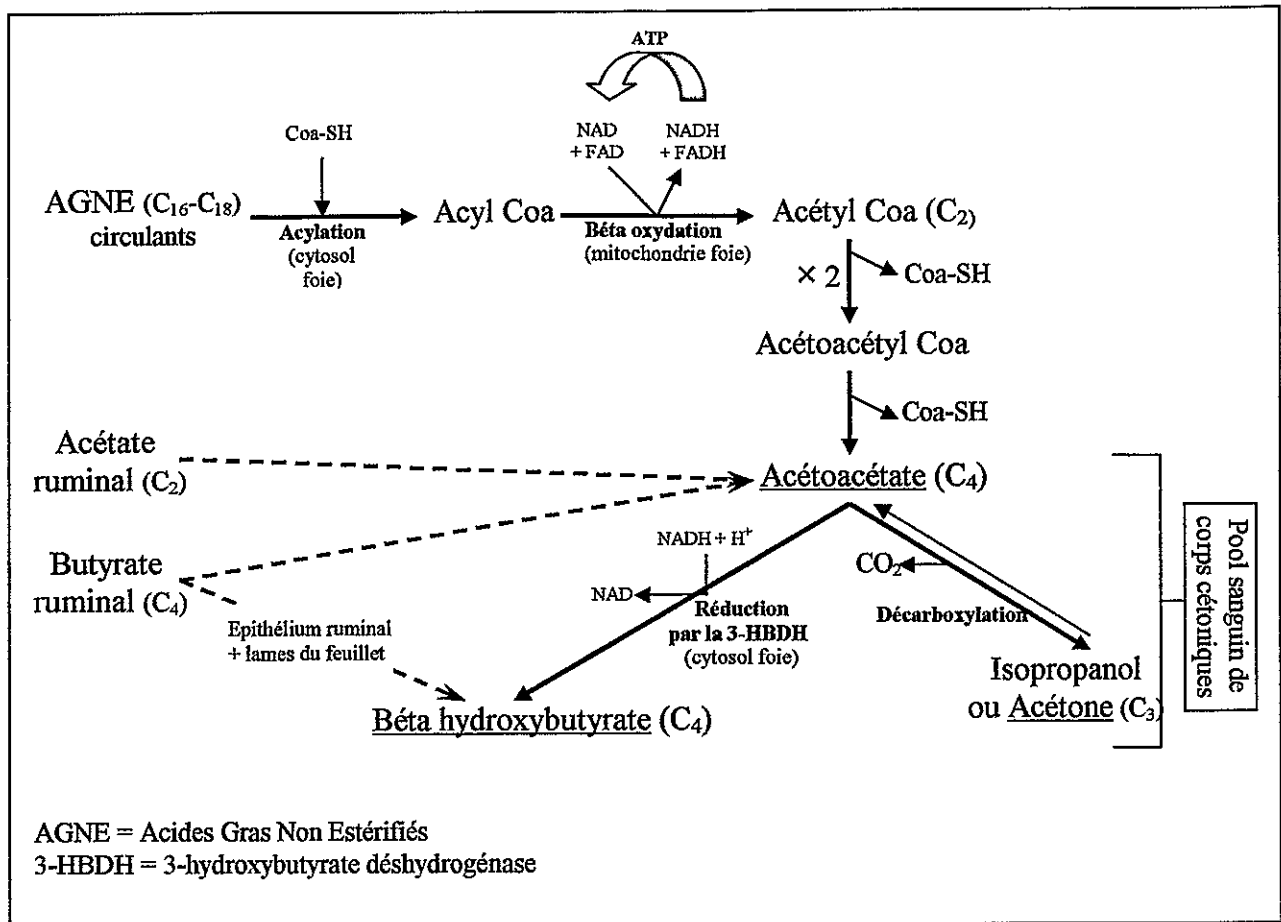 ATP
NAD
+ FAD
NADH
+ FADH
Coa-SH
AGNE (C₁₆-C₁₈)
circulants
Acylation
(cytosol
foie)
Acyl Coa
Béta oxydation
(mitochondrie foie)
Acétyl Coa (C₂)
× 2
Coa-SH
Acétoacétyl Coa
Coa-SH
Acétate
ruminal (C₂)
Acétoacétate (C₄)
Butyrate
ruminal (C₄)
NADH + H⁺
NAD
Réduction
par la 3-HBDH
(cytosol foie)
CO₂
Décarboxylation
Epithélium ruminal
+ lames du feuillet
Isopropanol
ou Acétone (C₃)
Béta hydroxybutyrate (C₄)
Pool sanguin de
corps cétoniques
AGNE = Acides Gras Non Estérifiés
3-HBDH = 3-hydroxybutyrate déshydrogénase